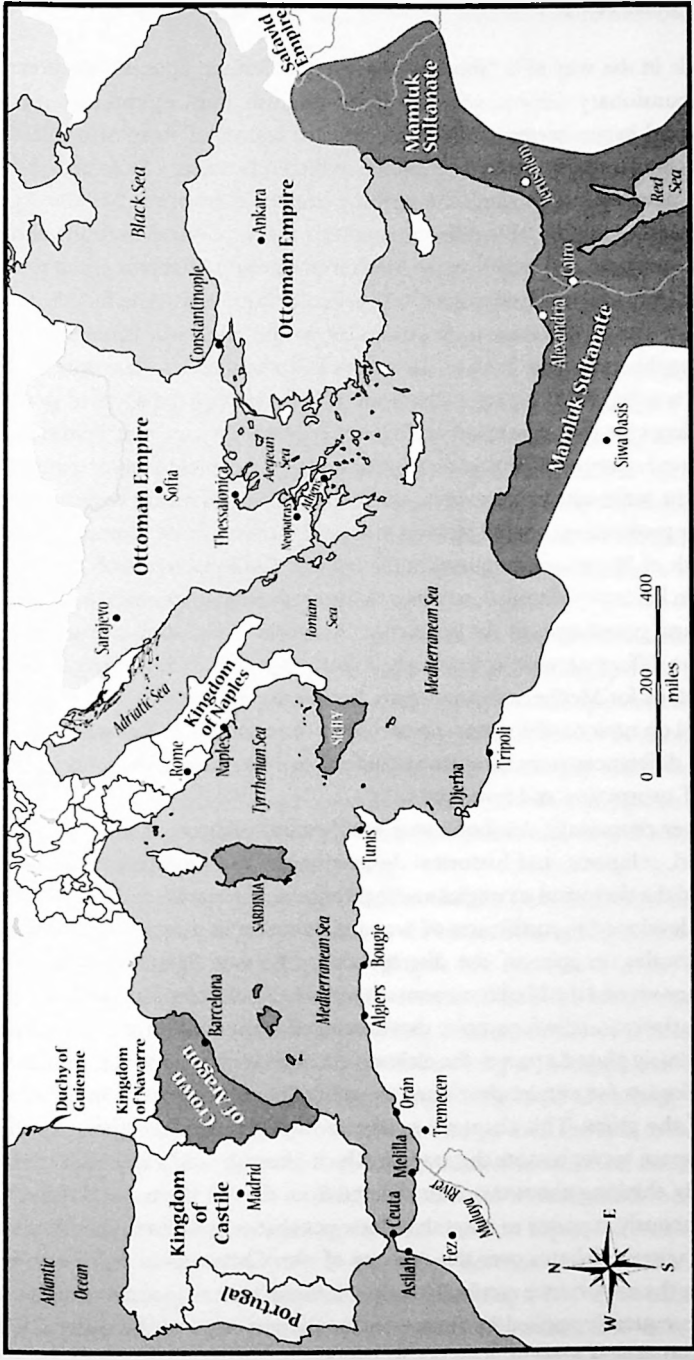 Atlantic
Ocean
Duchy of
Guienne
Kingdom
of Navarre
Kingdom
of
Castile
Madrid
Portugal
Crown
of Aragon
Barcelona
SARDINIA
Mediterranean Sea
Rome
Naples
Kingdom
of Naples
Tyrrhenian Sea
SICILY
Adriatic Sea
Sarajevo
Ottoman Empire
Sofia
Thessalonica
Neopatras
Athens
Aegean
Sea
Ionian
Sea
Mediterranean Sea
Constantinople
Black Sea
Ankara
Ottoman Empire
Safavid
Empire
Mamluk
Sultanate
Jerusalem
Red
Sea
Cairo
Alexandria
Mamluk Sultanate
Siwa Oasis
Tripoli
Djerba
Tunis
Bougie
Algiers
Oran
Tremecen
Melilla
Ceuta
Asilah
Fez
Muluya River
N
W
E
S
0
200
400
miles